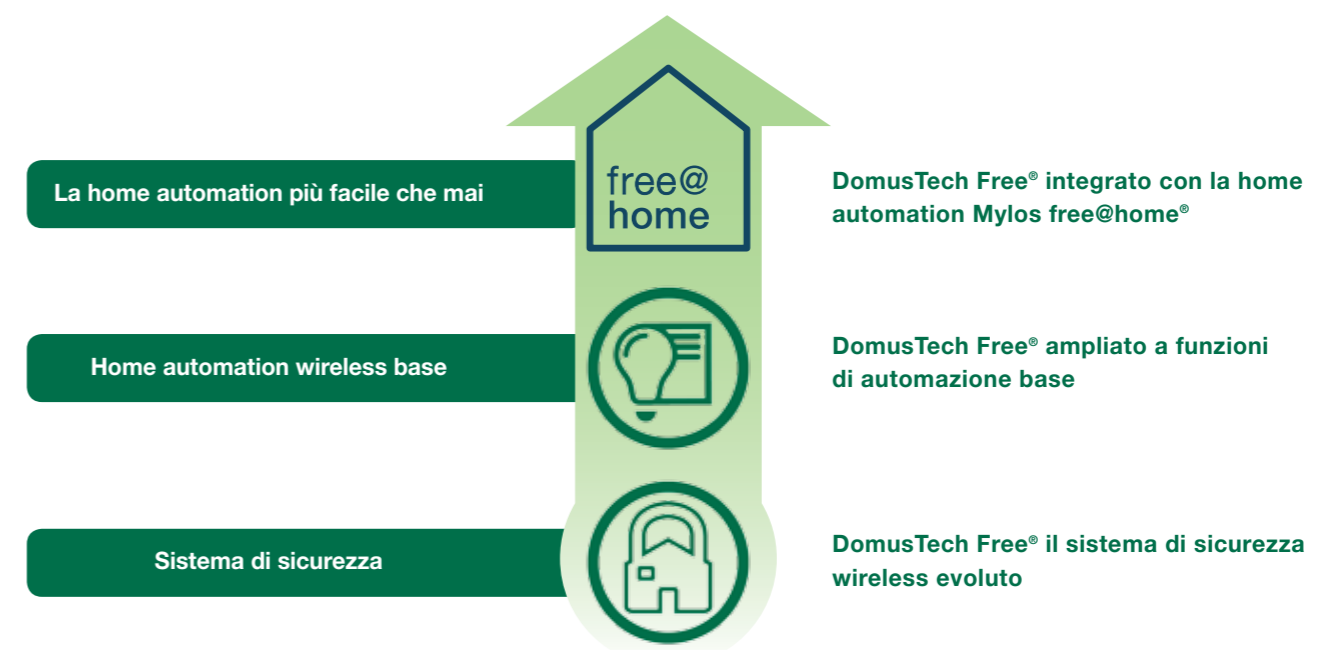 La home automation più facile che mai
free@
home
DomusTech Free® integrato con la home
automation Mylos free@home®
Home automation wireless base
DomusTech Free® ampliato a funzioni
di automazione base
Sistema di sicurezza
DomusTech Free® il sistema di sicurezza
wireless evoluto